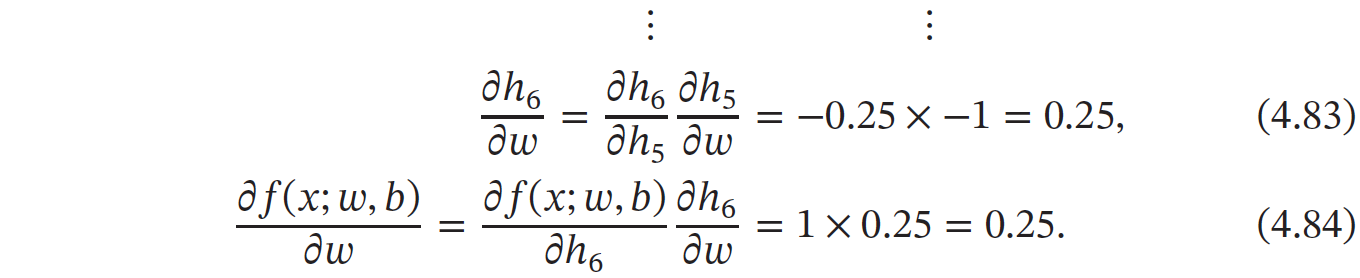 ⋮ ⋮
∂h₆/∂w = ∂h₆/∂h₅ ∂h₅/∂w = −0.25 × −1 = 0.25, (4.83)
∂f(x; w, b)/∂w = ∂f(x; w, b)/∂h₆ ∂h₆/∂w = 1 × 0.25 = 0.25. (4.84)